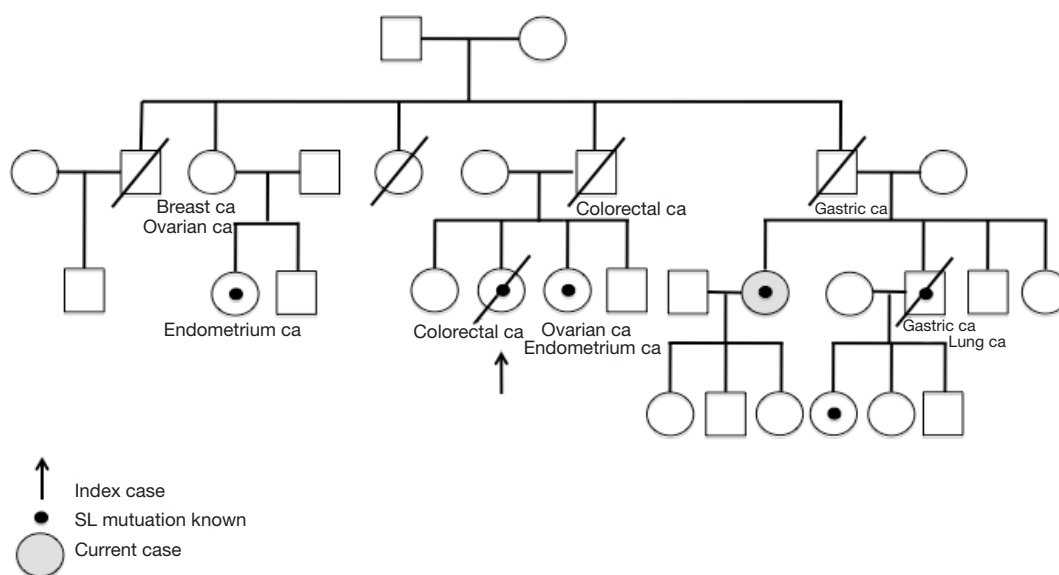 Breast ca
Ovarian ca
Colorectal ca
Gastric ca
Endometrium ca
Colorectal ca
Ovarian ca
Endometrium ca
Gastric ca
Lung ca
Index case
SL mutuation known
Current case